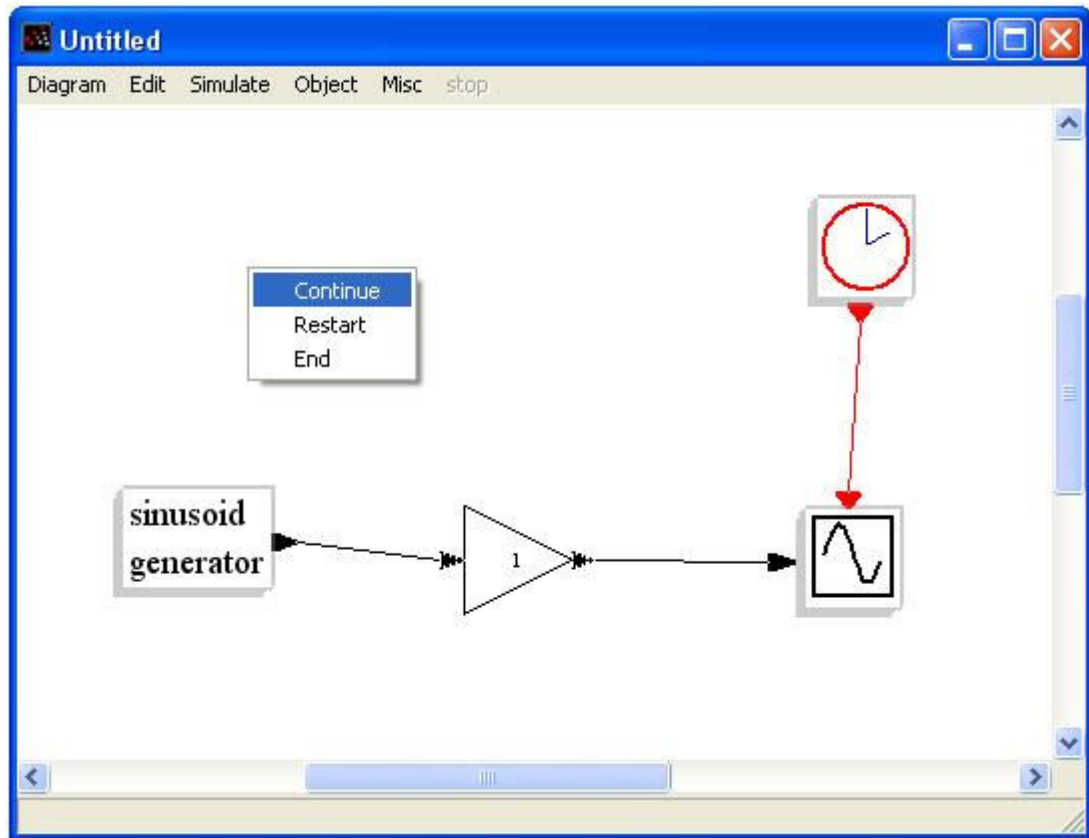 Untitled
Diagram Edit Simulate Object Misc stop
Continue
Restart
End
sinusoid
generator
1